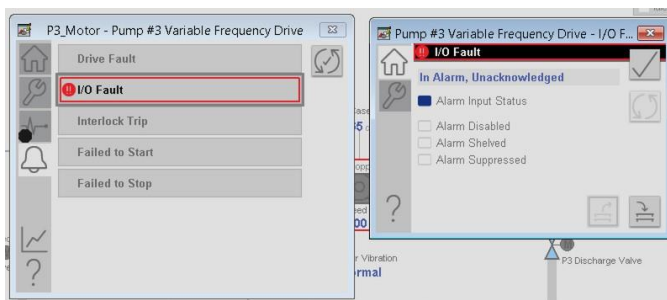 P3_Motor - Pump #3 Variable Frequency Drive
Drive Fault
I/O Fault
Interlock Trip
Failed to Start
Failed to Stop
?
Pump #3 Variable Frequency Drive - I/O F...
I/O Fault
In Alarm, Unacknowledged
Alarm Input Status
Alarm Disabled
Alarm Shelved
Alarm Suppressed
?
Vibration
P3 Discharge Valve